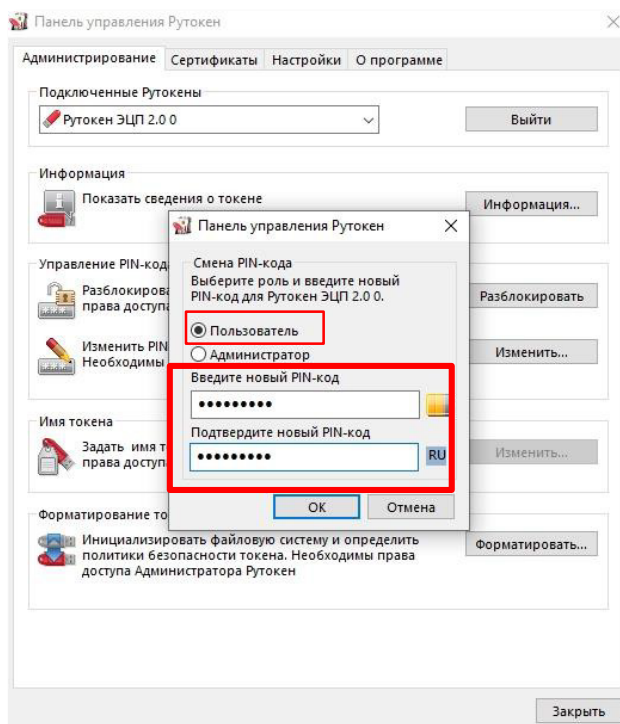 Панель управления Рутокен
Администрирование Сертификаты Настройки О программе
Подключенные Рутокены
Рутокен ЭЦП 2.0 0
Выйти
Информация
Показать сведения о токене
Информация...
Панель управления Рутокен
Смена PIN-кода
Выберите роль и введите новый
PIN-код для Рутокен ЭЦП 2.0 0.
Пользователь
Администратор
Введите новый PIN-код
Подтвердите новый PIN-код
RU
ОК Отмена
Управление PIN-код
Разблокирова
права доступа
Разблокировать
Изменить PIN
Необходимы
Изменить...
Имя токена
Задать имя т
права доступ
Изменить...
Форматирование то
Инициализировать файловую систему и определить
политики безопасности токена. Необходимы права
доступа Администратора Рутокен
Форматировать...
Закрыть